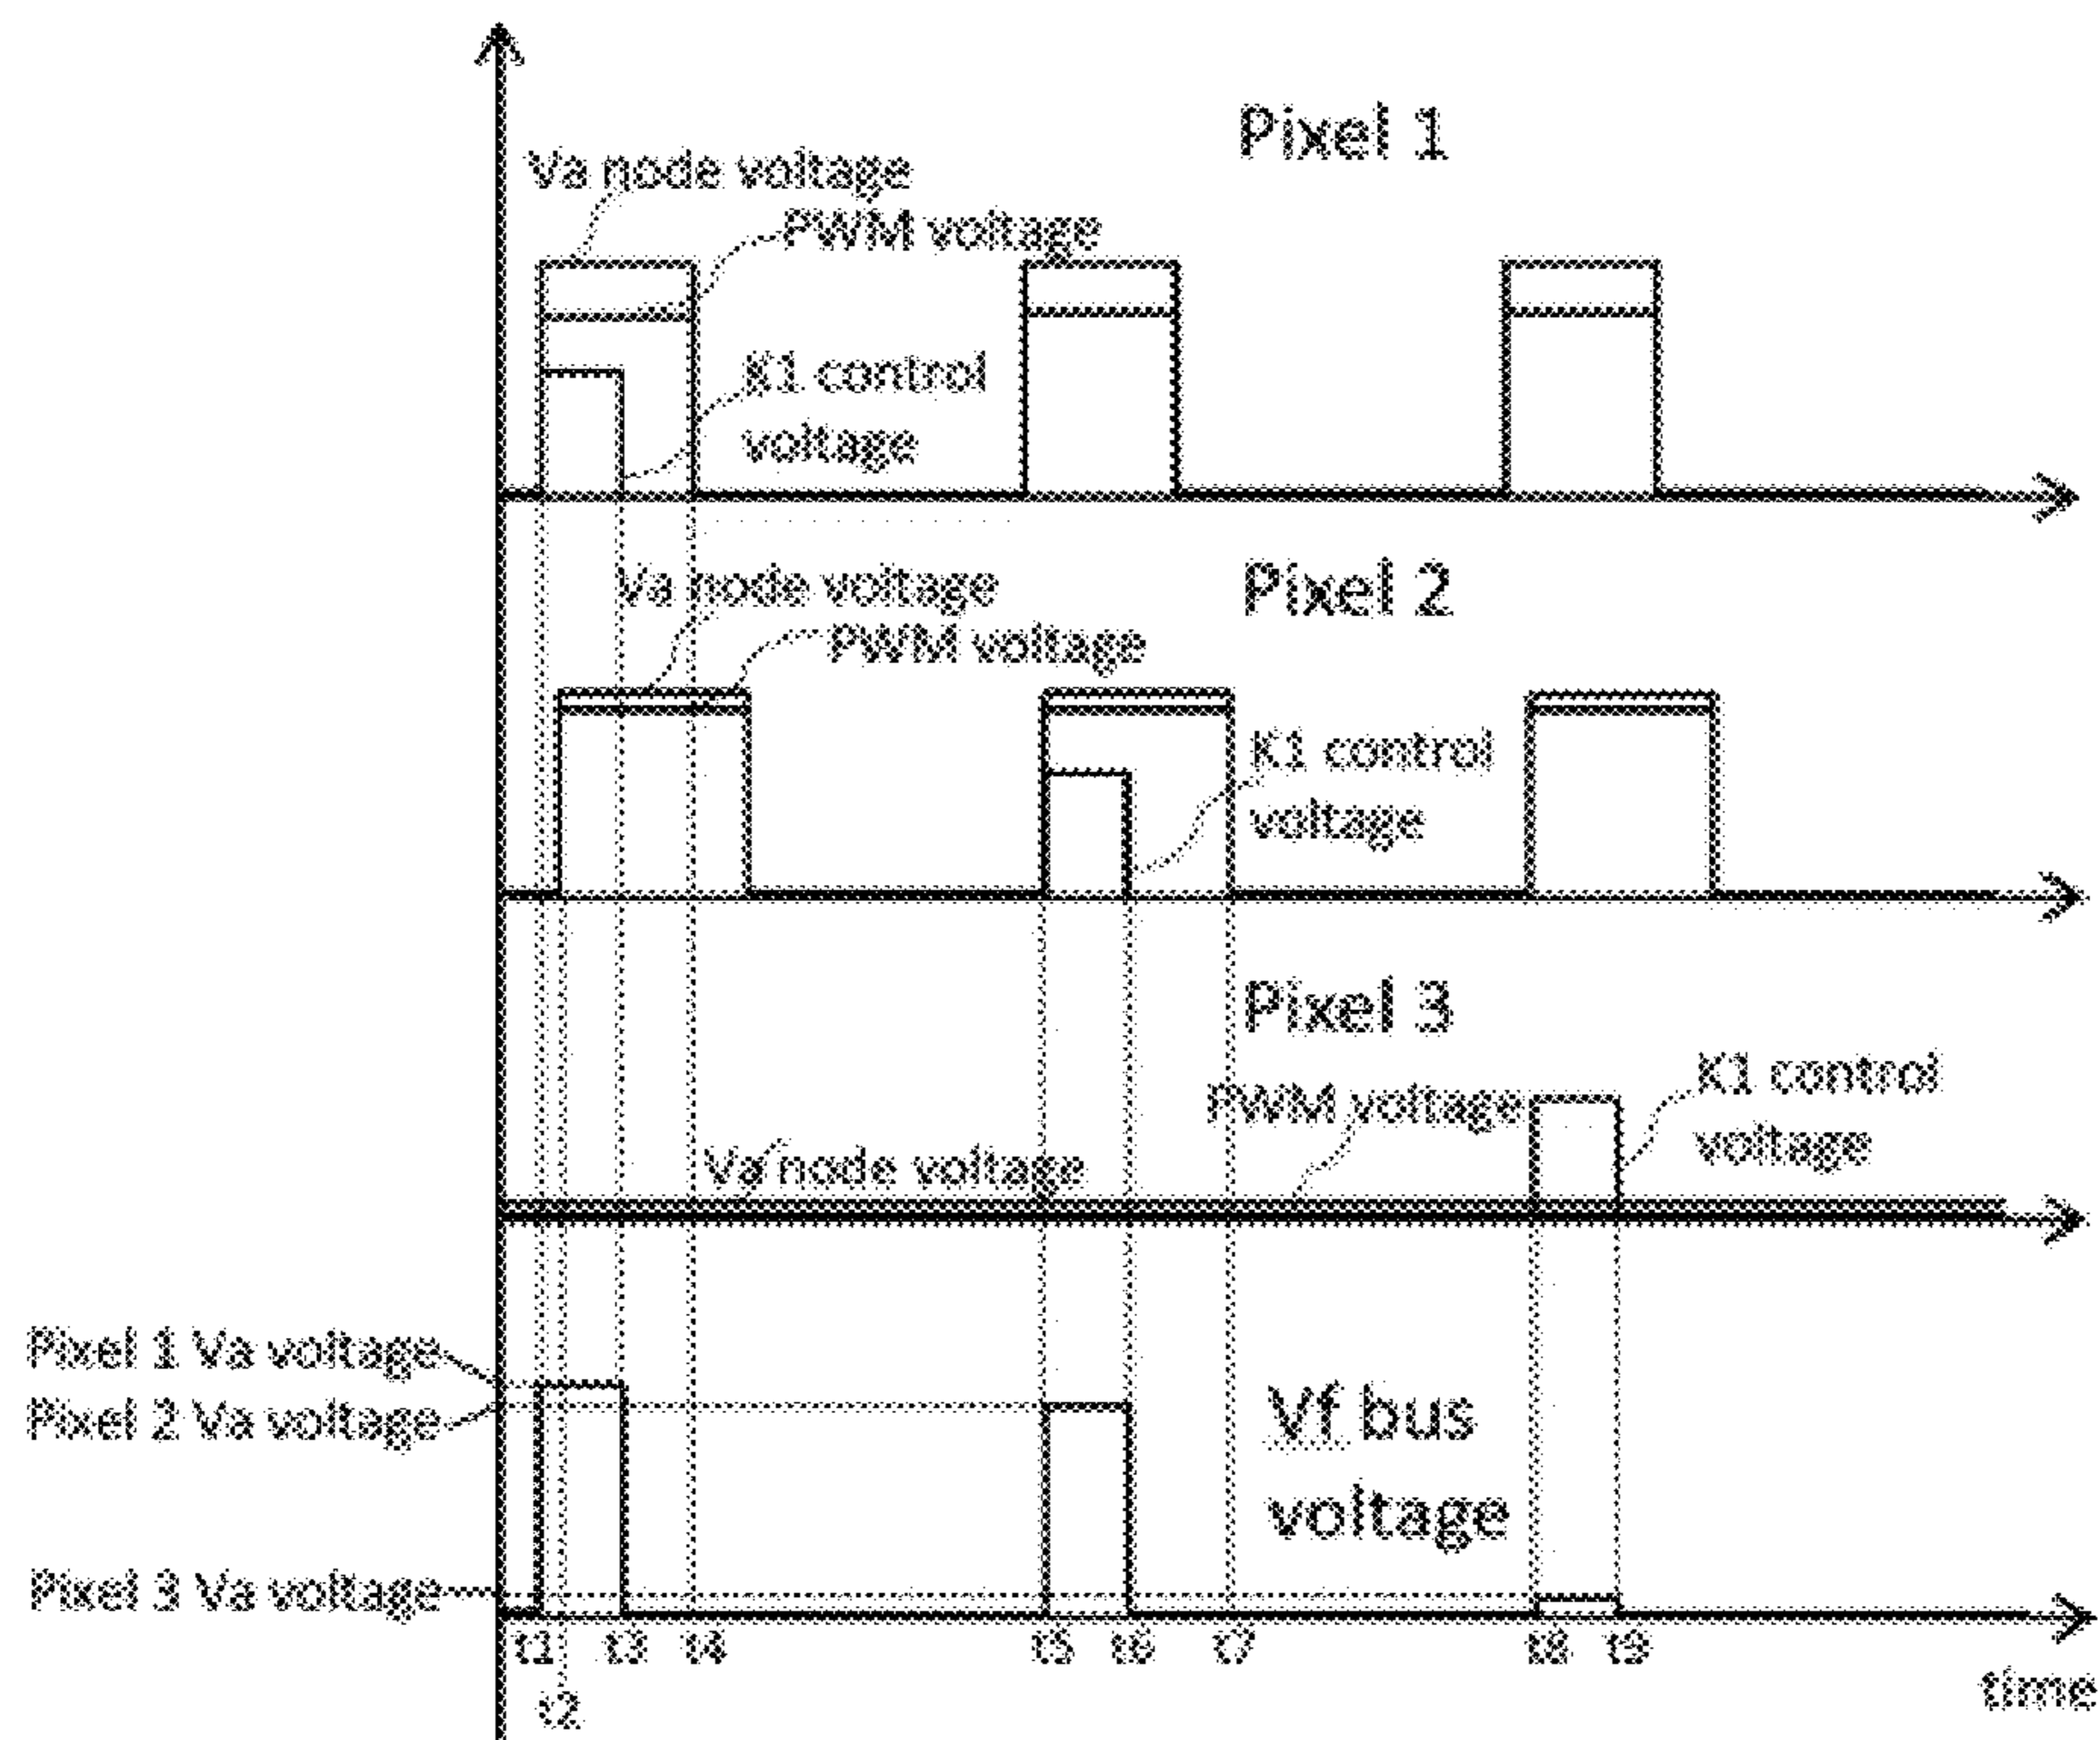 Pixel 1
Va node voltage
PWM voltage
K1 control
voltage
Pixel 2
Va node voltage
PWM voltage
K1 control
voltage
Pixel 3
K1 control
voltage
PWM voltage
Va node voltage
Pixel 1 Va voltage
Pixel 2 Va voltage
Vf bus
voltage
Pixel 3 Va voltage
t1 t3 t4 t5 t6 t7 t8 t9
t2
time